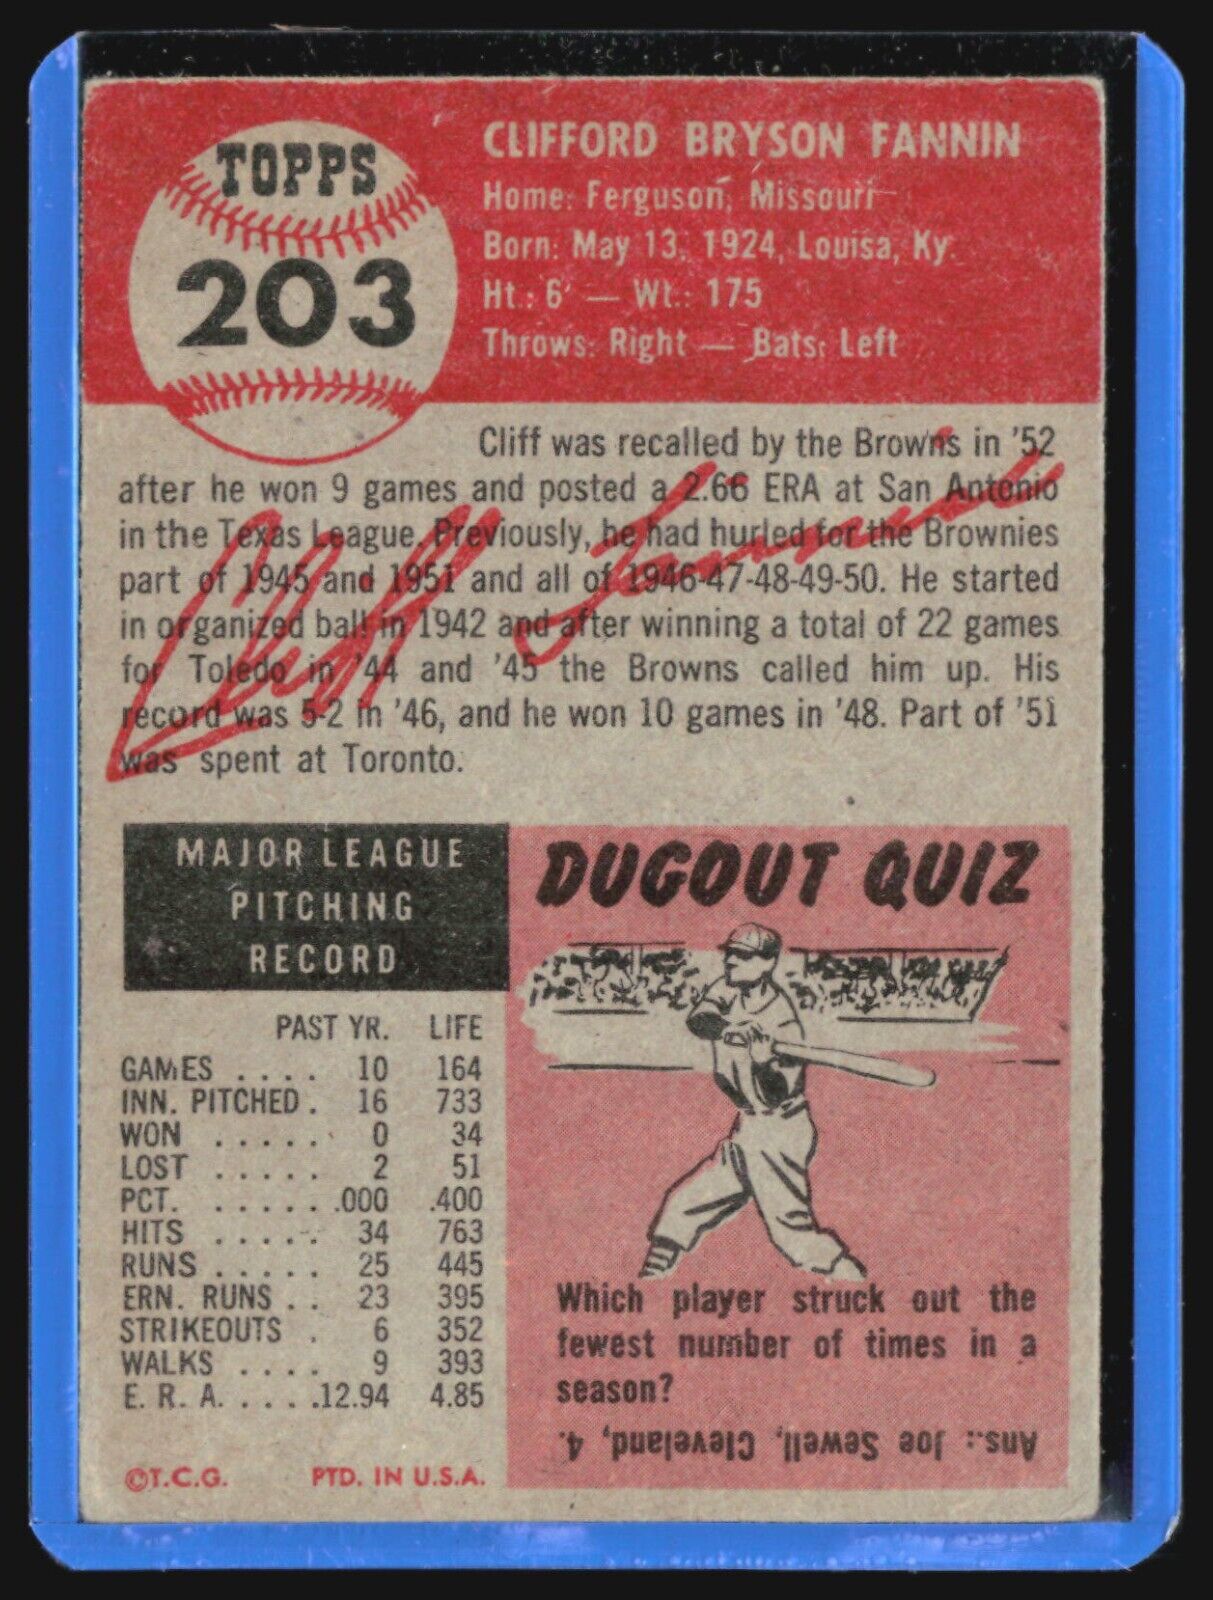 TOPPS
203
CLIFFORD BRYSON FANNIN
Home: Ferguson, Missouri
Born: May 13, 1924, Louisa, Ky.
Ht.: 6' — Wt.: 175
Throws: Right — Bats: Left
Cliff was recalled by the Browns in '52
after he won 9 games and posted a 2.66 ERA at San Antonio
in the Texas League. Previously, he had hurled for the Brownies
part of 1945 and 1951 and all of 1946-47-48-49-50. He started
in organized ball in 1942 and after winning a total of 22 games
for Toledo in '44 and '45 the Browns called him up. His
record was 5-2 in '46, and he won 10 games in '48. Part of '51
was spent at Toronto.
Cliff Fannin
MAJOR LEAGUE
PITCHING
RECORD
PAST YR. LIFE
GAMES . . . . 10 164
INN. PITCHED . 16 733
WON . . . . . 0 34
LOST . . . . . 2 51
PCT. . . . . . .000 .400
HITS . . . . . 34 763
RUNS . . . . . 25 445
ERN. RUNS . . 23 395
STRIKEOUTS . 6 352
WALKS . . . . 9 393
E. R. A. . . . .12.94 4.85
©T.C.G. PTD. IN U.S.A.
DUGOUT QUIZ
Which player struck out the
fewest number of times in a
season?
Ans.: Joe Sewell, Cleveland, 4.